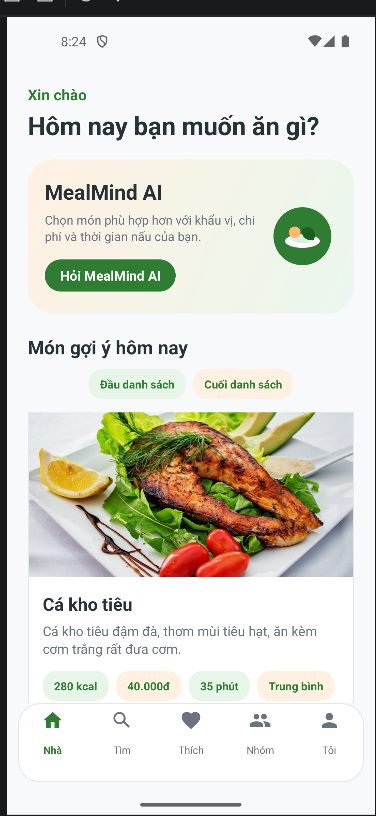 8:24
Xin chào
Hôm nay bạn muốn ăn gì?
MealMind AI
Chọn món phù hợp hơn với khẩu vị, chi
phí và thời gian nấu của bạn.
Hỏi MealMind AI
Món gợi ý hôm nay
Đầu danh sách
Cuối danh sách
Cá kho tiêu
Cá kho tiêu đậm đà, thơm mùi tiêu hạt, ăn kèm
cơm trắng rất đưa cơm.
280 kcal
40.000đ
35 phút
Trung bình
Nhà
Tìm
Thích
Nhóm
Tôi